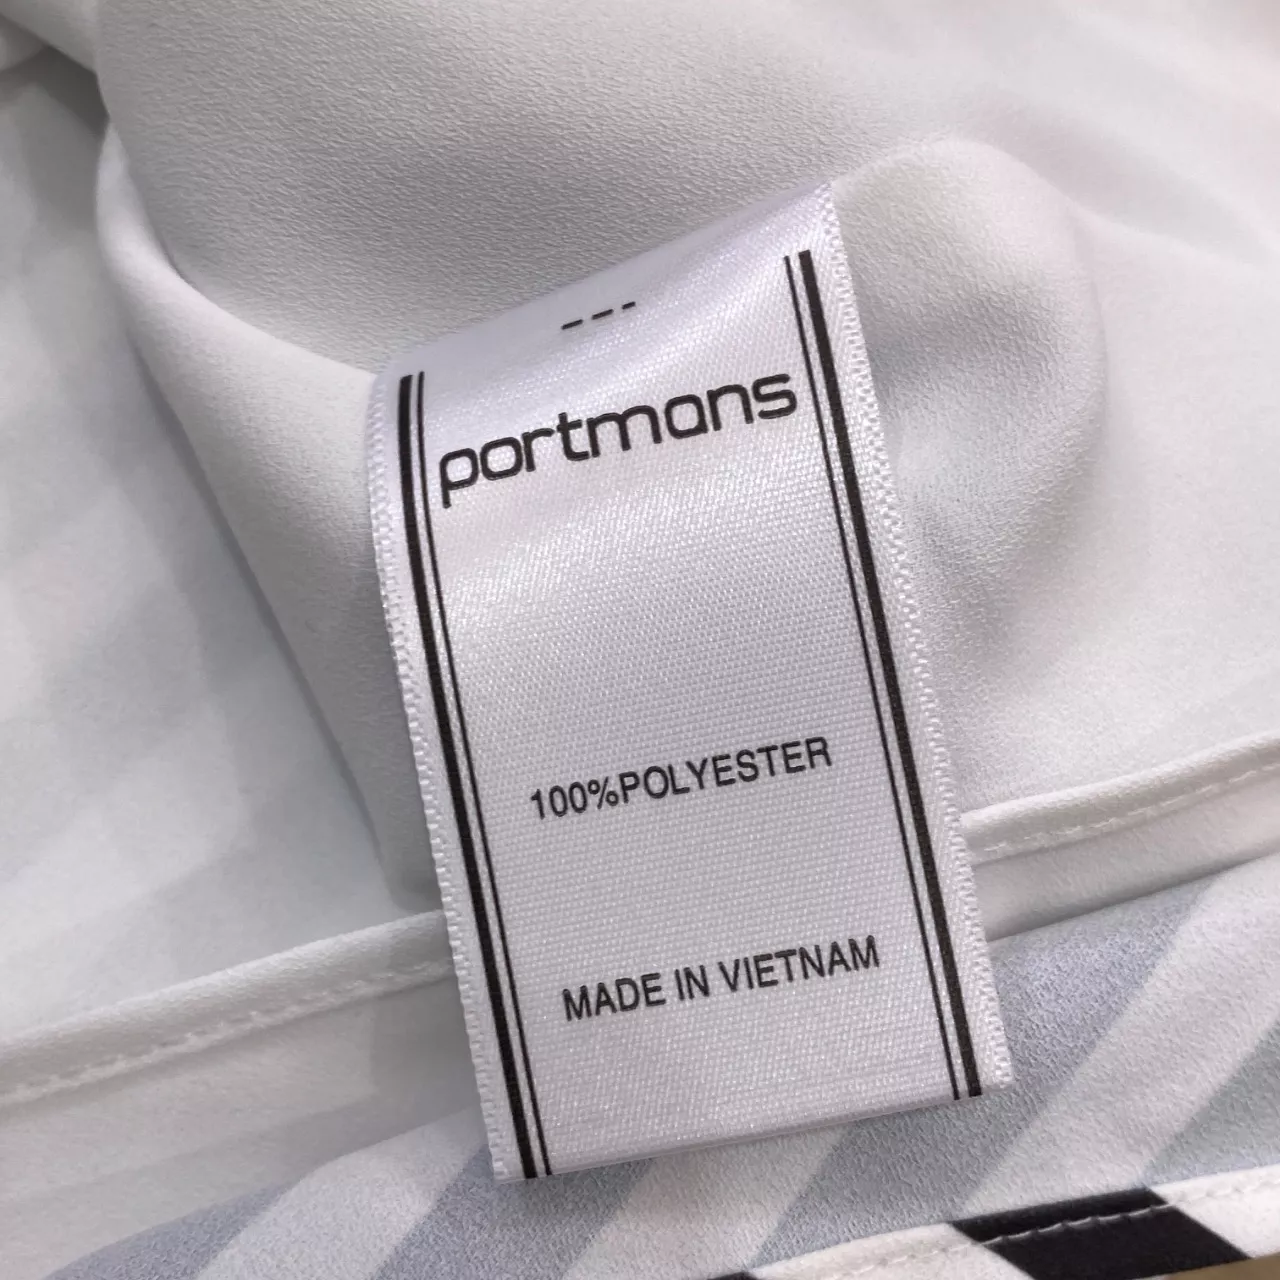 ---
portmans
100%POLYESTER
MADE IN VIETNAM